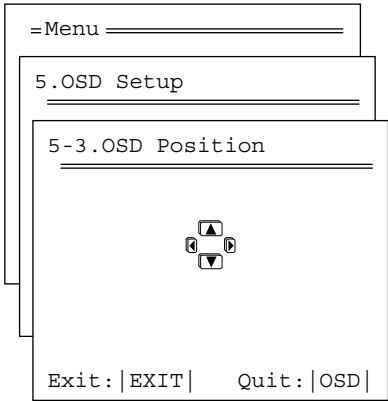 =Menu
5.OSD Setup
5-3.OSD Position
Exit:|EXIT| Quit:|OSD|